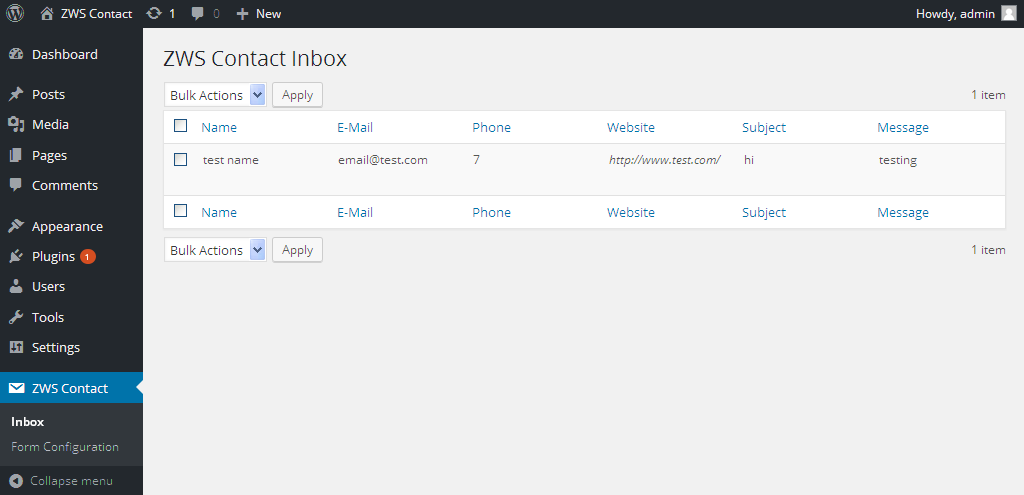 ZWS Contact 1 0 New Howdy, admin
Dashboard
Posts
Media
Pages
Comments
Appearance
Plugins 1
Users
Tools
Settings
ZWS Contact
Inbox
Form Configuration
Collapse menu
ZWS Contact Inbox
Bulk Actions Apply 1 item
Name E-Mail Phone Website Subject Message
test name email@test.com 7 http://www.test.com/ hi testing
Name E-Mail Phone Website Subject Message
Bulk Actions Apply 1 item